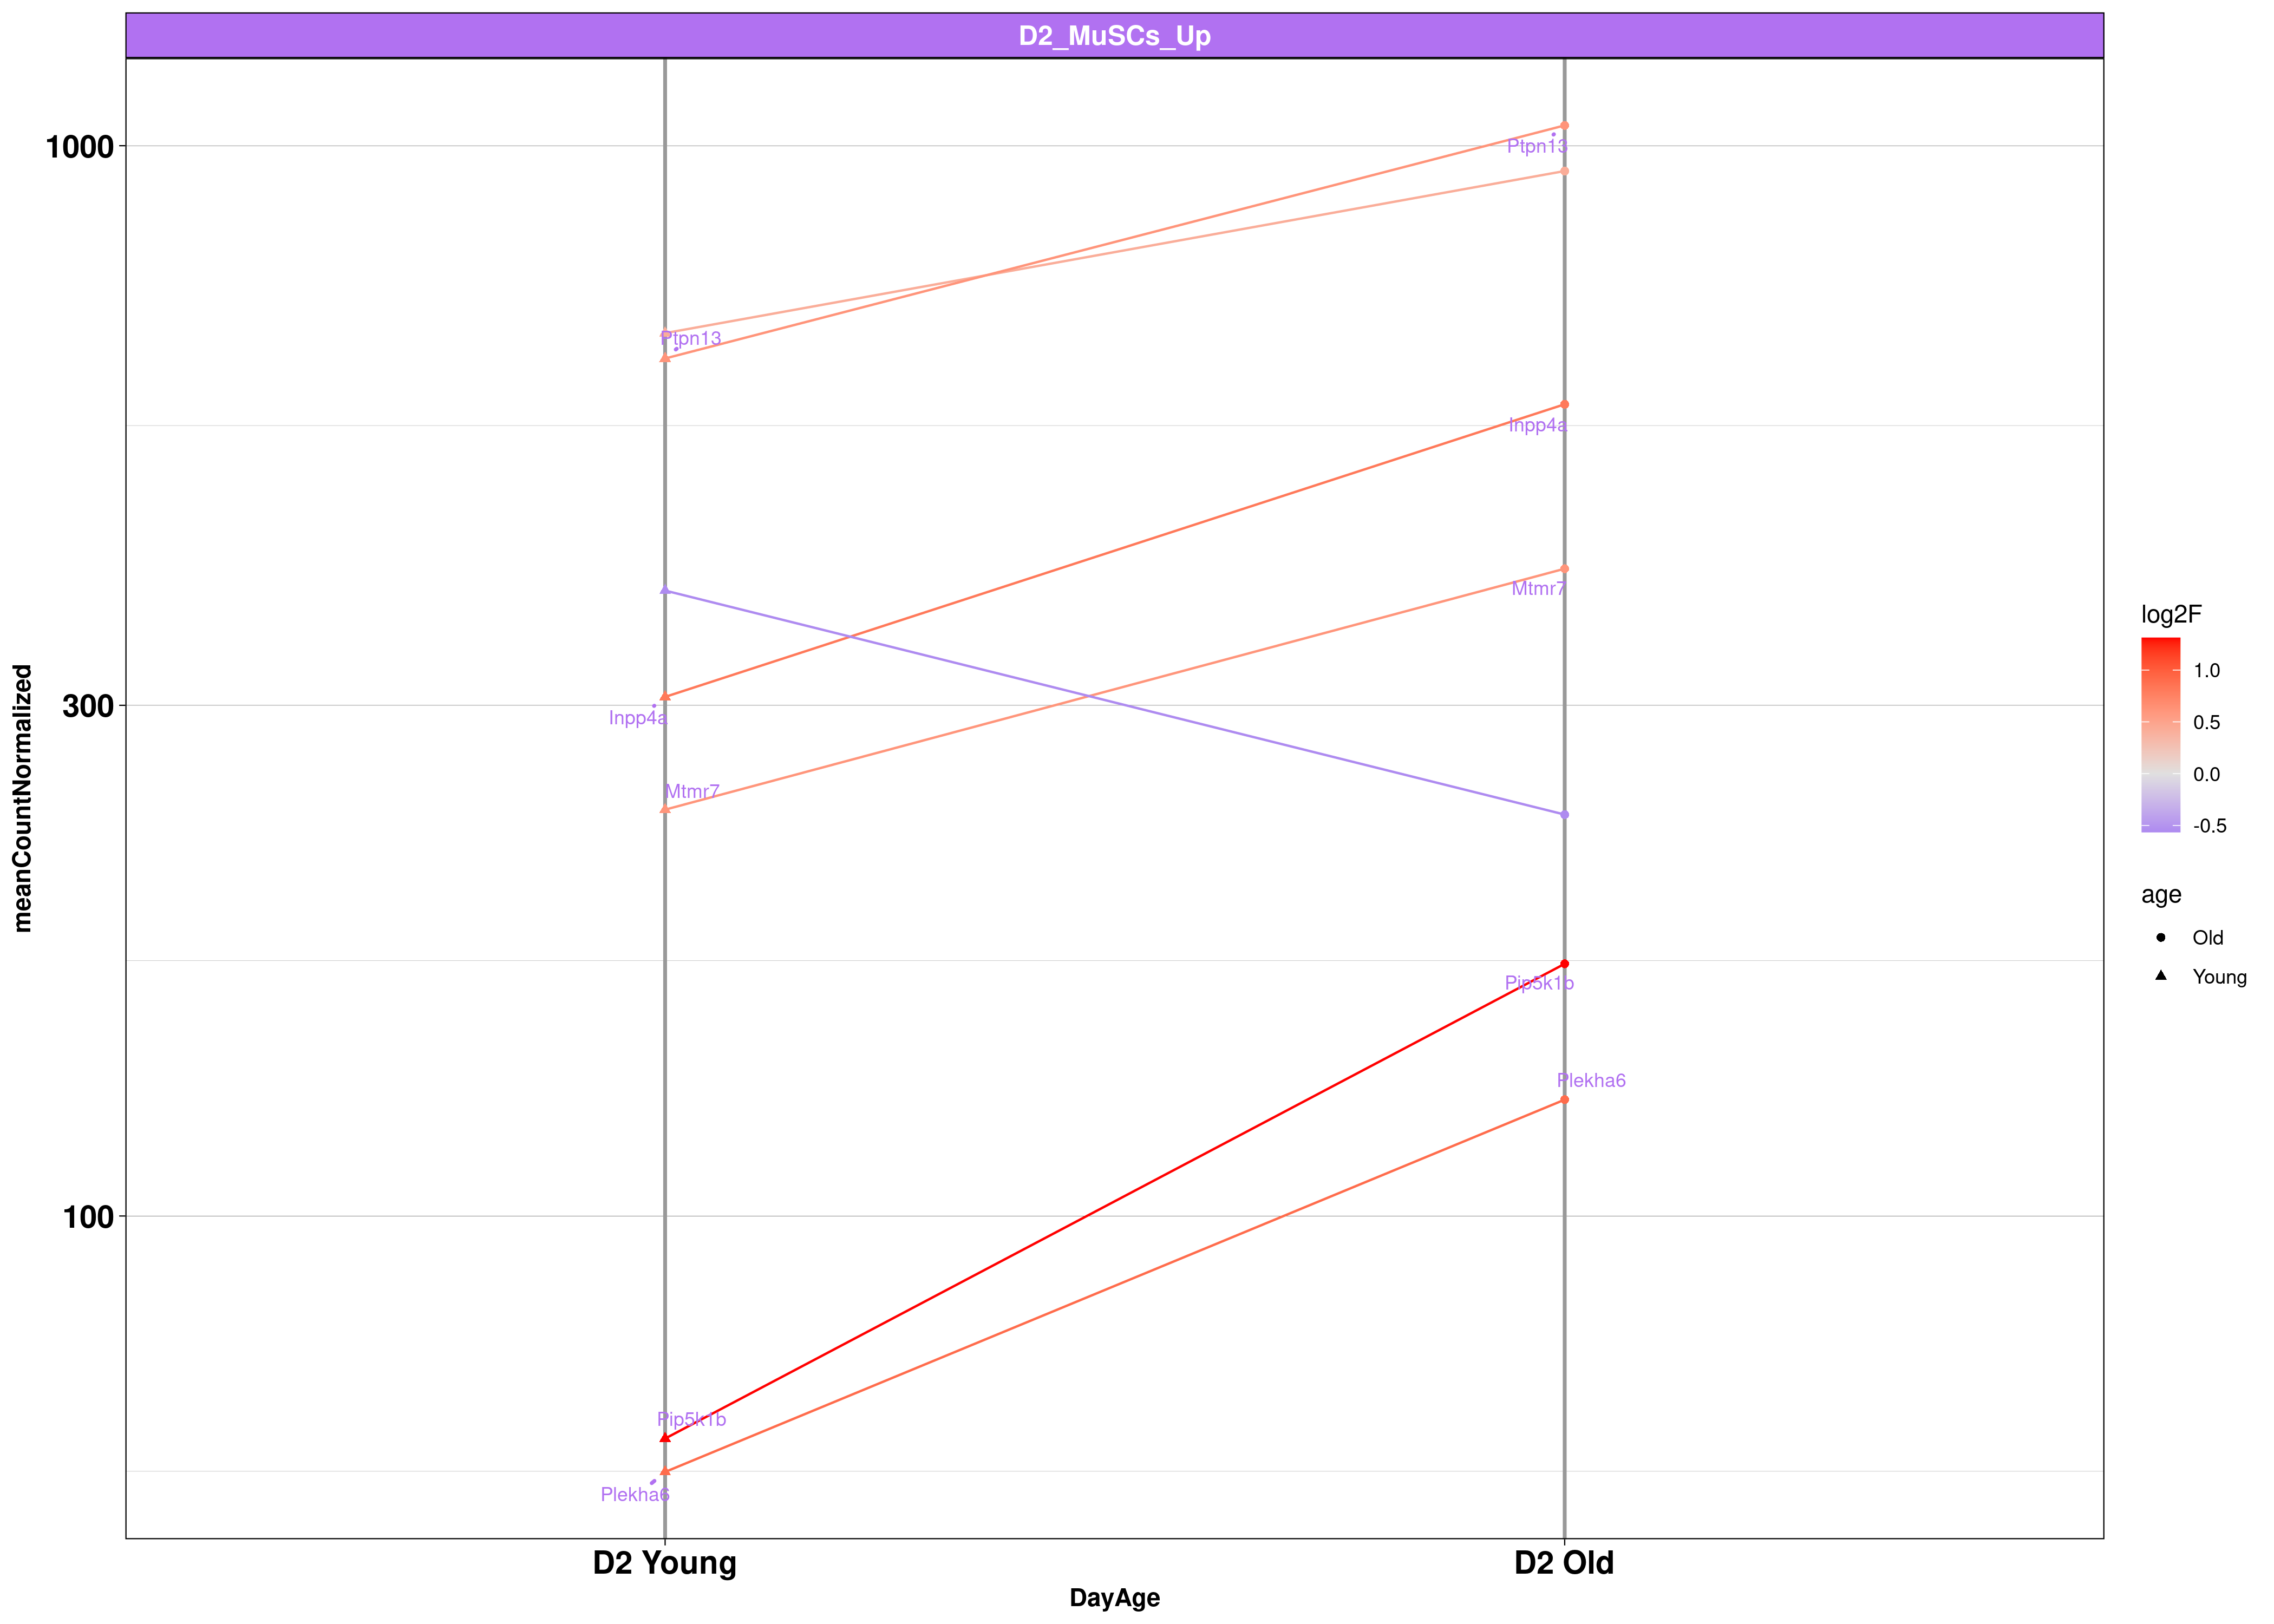 D2_MuSCs_Up
1000
300
100
meanCountNormalized
Ptpn13
Ptpn13
Inpp4a
Mtmr7
Inpp4a
Mtmr7
Pip5k1b
Plekha6
Pip5k1b
Plekha6
D2 Young
D2 Old
DayAge
log2F
1.0
0.5
0.0
-0.5
age
Old
Young